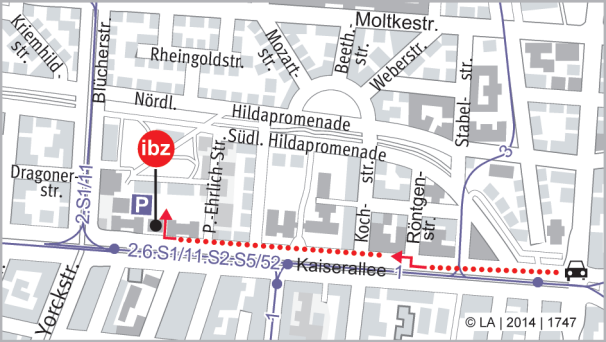 Kriemhild-
str.
Blücherstr.
Rheingoldstr.
Mozart-
str.
Beeth.
str.
Moltkestr.
Weberstr.
Stabel-
str.
Nördl.
Hildapromenade
Südl. Hildapromenade
ibz
P
P.-Ehrlich-Str.
Dragoner-
str.
2·S1/11
3
Koch-
str.
Röntgen-
str.
2·6·S1/11·S2·S5/52
Kaiserallee
1
1
Yorckstr.
© LA | 2014 | 1747